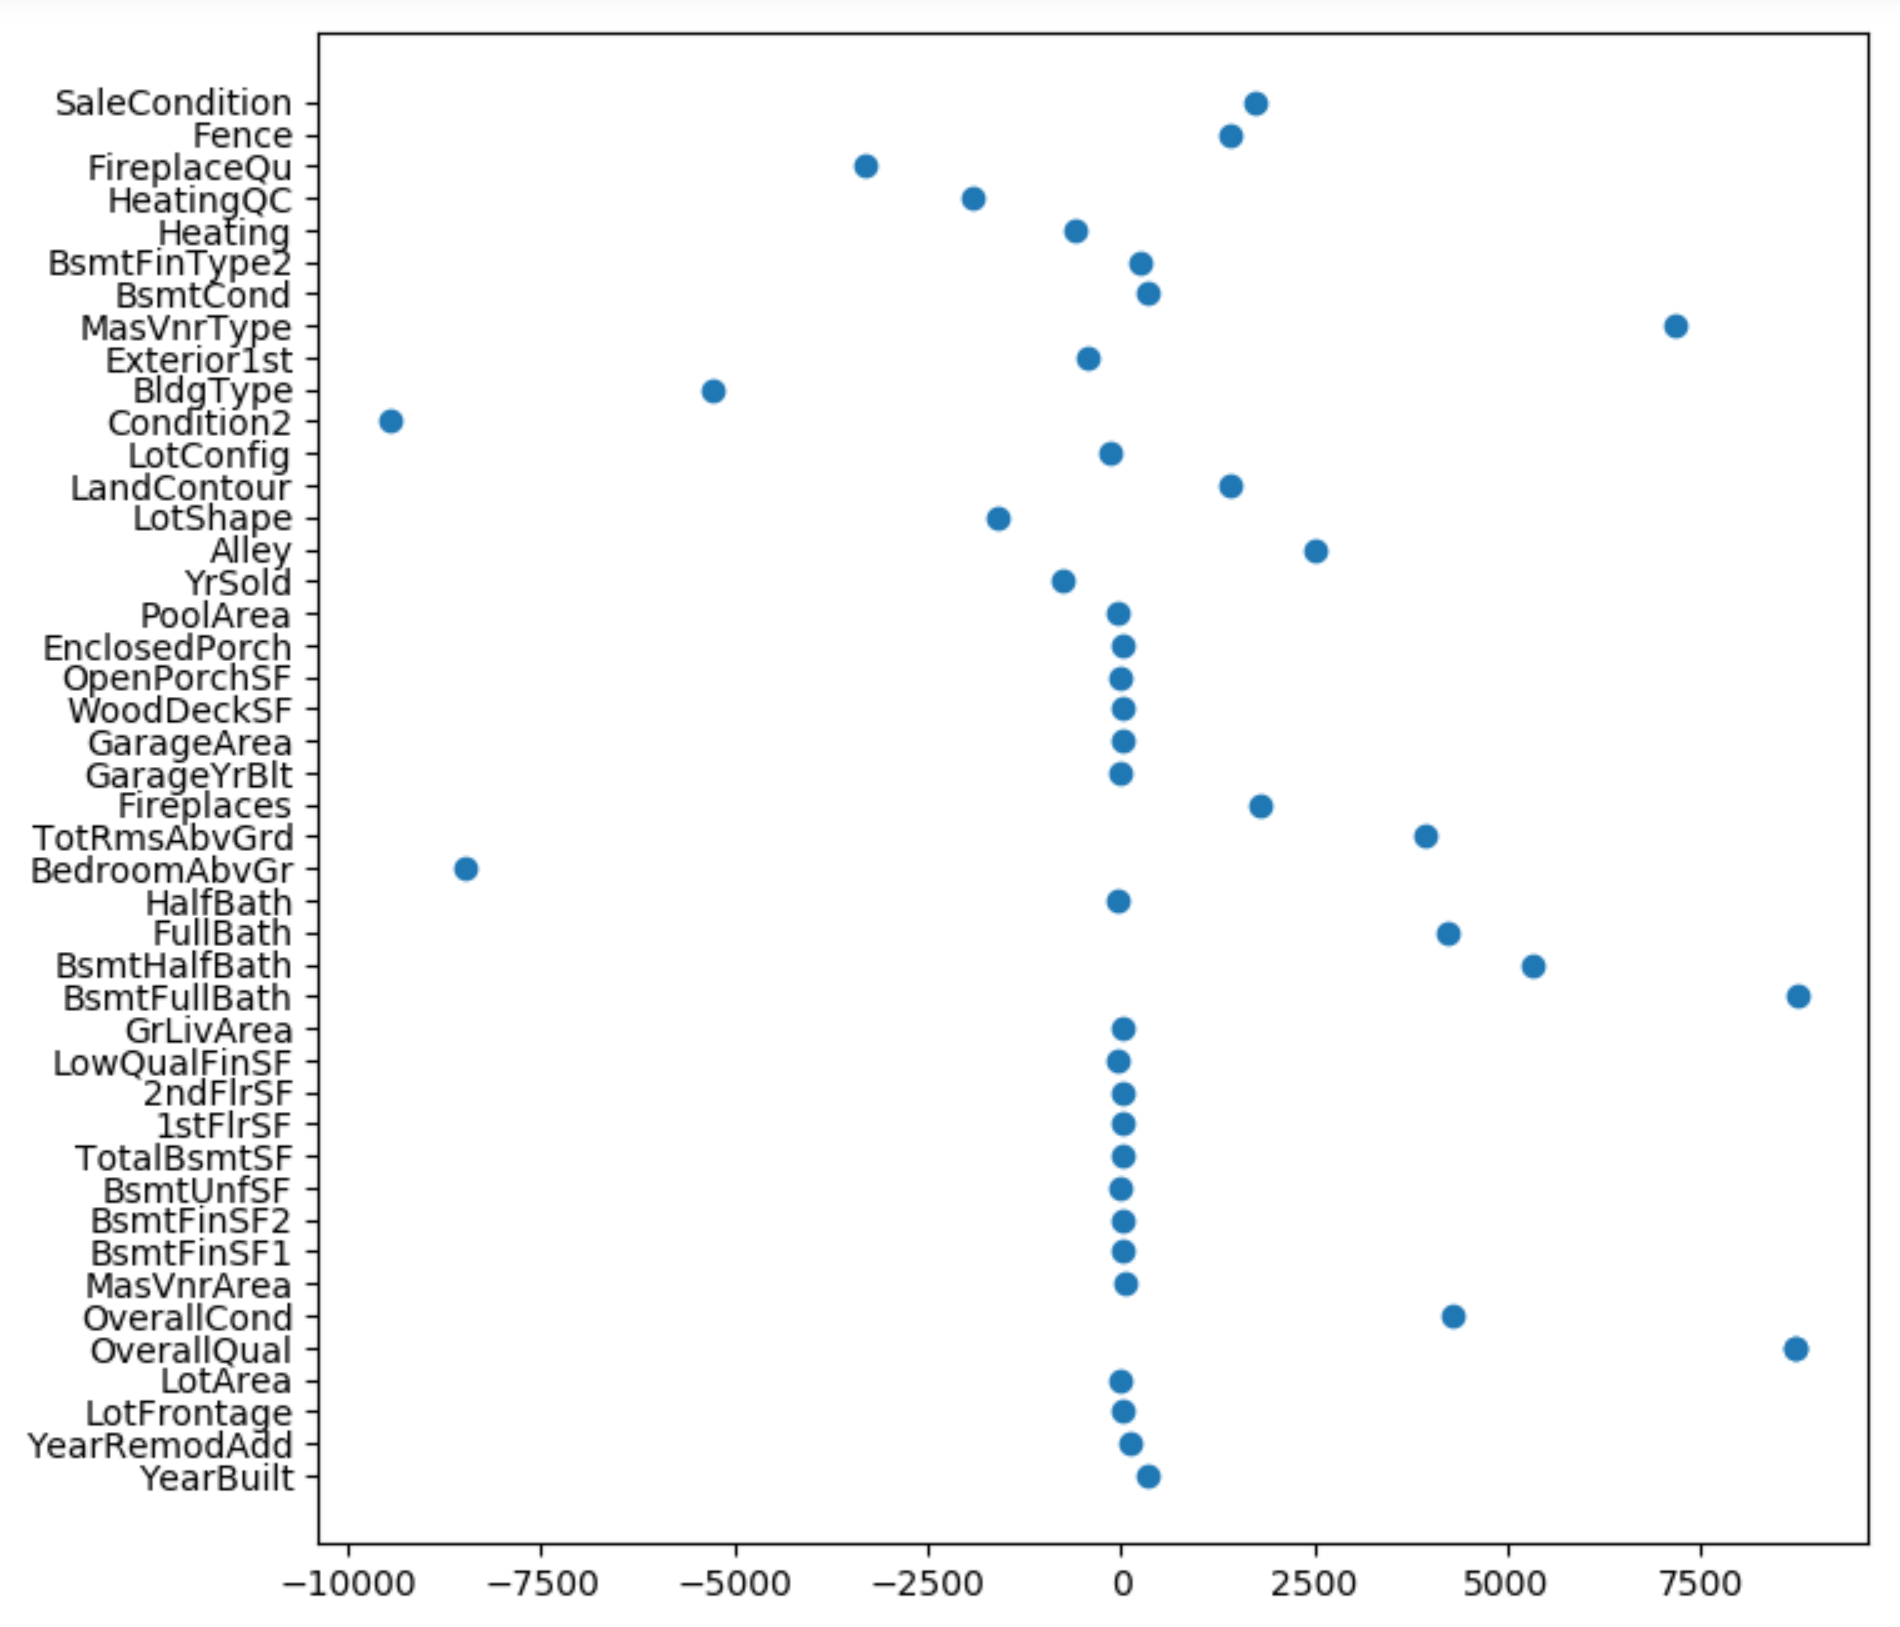 SaleCondition
Fence
FireplaceQu
HeatingQC
Heating
BsmtFinType2
BsmtCond
MasVnrType
Exterior1st
BldgType
Condition2
LotConfig
LandContour
LotShape
Alley
YrSold
PoolArea
EnclosedPorch
OpenPorchSF
WoodDeckSF
GarageArea
GarageYrBlt
Fireplaces
TotRmsAbvGrd
BedroomAbvGr
HalfBath
FullBath
BsmtHalfBath
BsmtFullBath
GrLivArea
LowQualFinSF
2ndFlrSF
1stFlrSF
TotalBsmtSF
BsmtUnfSF
BsmtFinSF2
BsmtFinSF1
MasVnrArea
OverallCond
OverallQual
LotArea
LotFrontage
YearRemodAdd
YearBuilt
−10000 −7500 −5000 −2500 0 2500 5000 7500